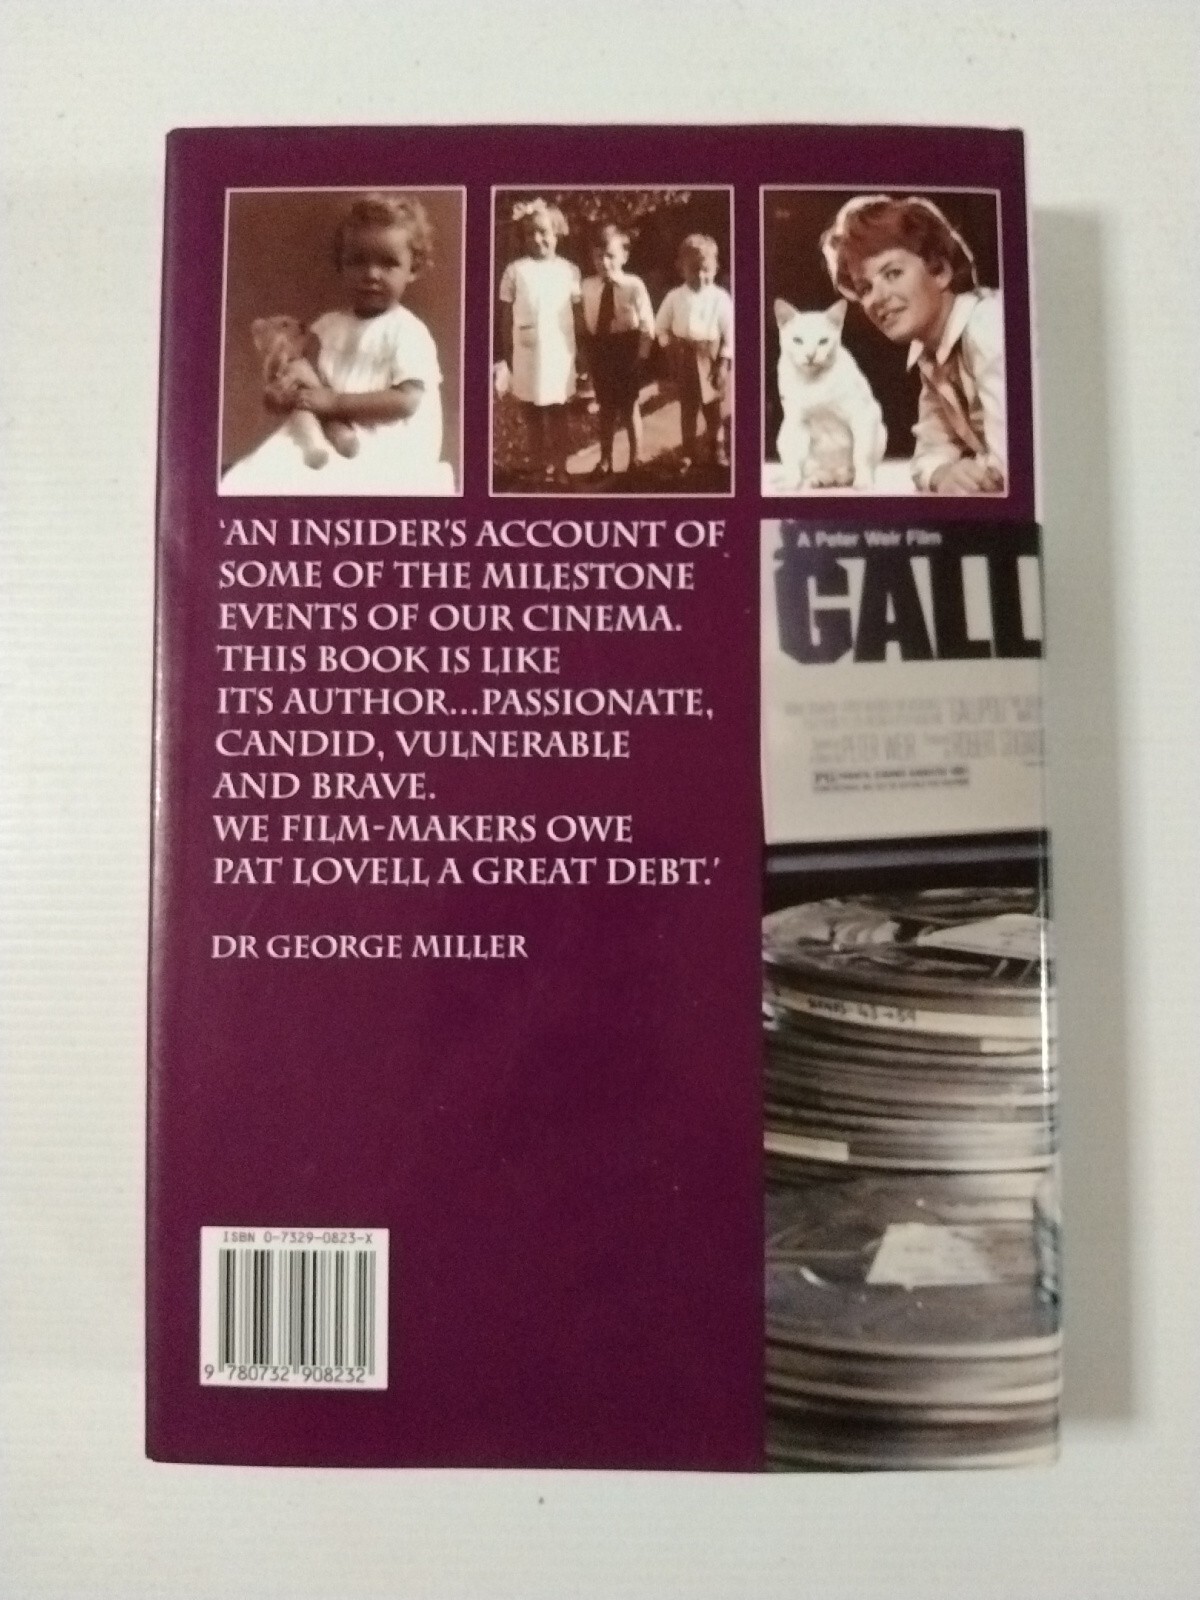 ‘AN INSIDER’S ACCOUNT OF
SOME OF THE MILESTONE
EVENTS OF OUR CINEMA.
THIS BOOK IS LIKE
ITS AUTHOR...PASSIONATE,
CANDID, VULNERABLE
AND BRAVE.
WE FILM-MAKERS OWE
PAT LOVELL A GREAT DEBT.’
DR GEORGE MILLER
A Peter Weir Film
GALL
PETER WEIR
PG
ISBN 0-7329-0823-X
9 780732 908232